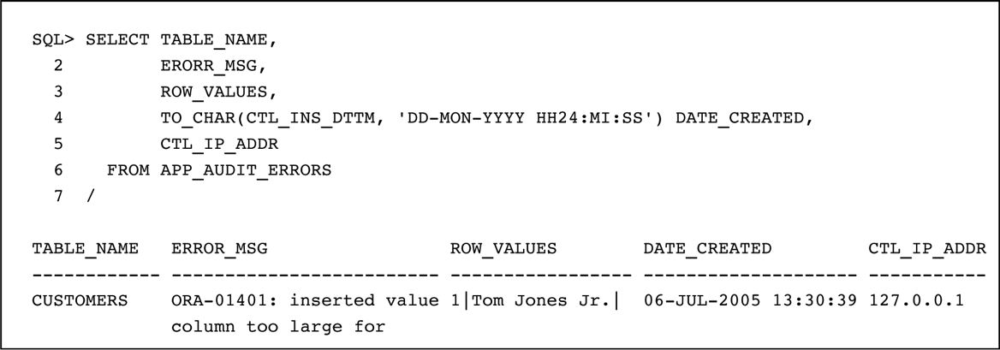 SQL> SELECT TABLE_NAME,
2 ERORR_MSG,
3 ROW_VALUES,
4 TO_CHAR(CTL_INS_DTTM, 'DD-MON-YYYY HH24:MI:SS') DATE_CREATED,
5 CTL_IP_ADDR
6 FROM APP_AUDIT_ERRORS
7 /
TABLE_NAME ERROR_MSG ROW_VALUES DATE_CREATED CTL_IP_ADDR
------------ ------------------------- ----------------- -------------------- -----------
CUSTOMERS ORA-01401: inserted value 1|Tom Jones Jr.| 06-JUL-2005 13:30:39 127.0.0.1
column too large for